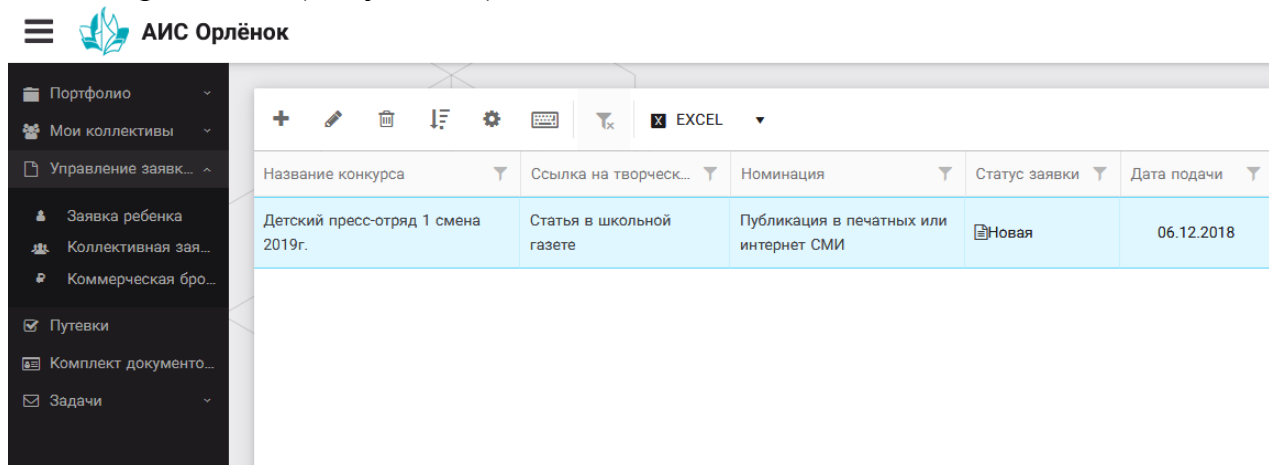 АИС Орлёнок
Портфолио
Мои коллективы
Управление заявк...
Заявка ребенка
Коллективная зая...
Коммерческая бро...
Путевки
Комплект документо...
Задачи
EXCEL
Название конкурса
Ссылка на творческ...
Номинация
Статус заявки
Дата подачи
Детский пресс-отряд 1 смена
2019г.
Статья в школьной
газете
Публикация в печатных или
интернет СМИ
Новая
06.12.2018